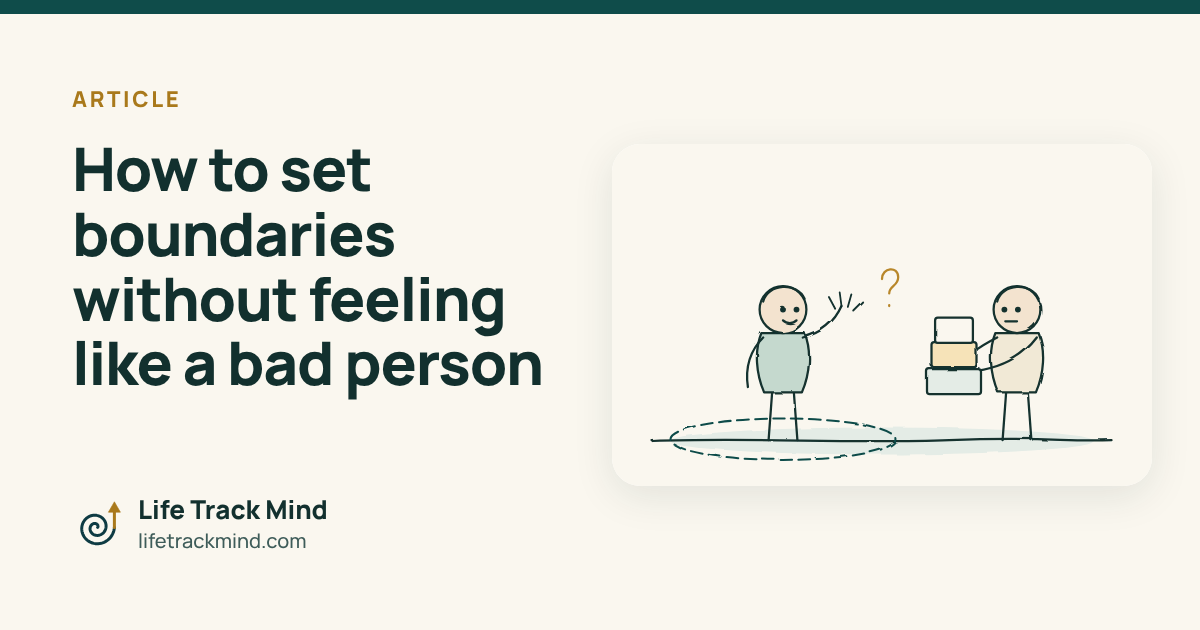 ARTICLE
How to set
boundaries
without feeling
like a bad person
?
Life Track Mind
lifetrackmind.com